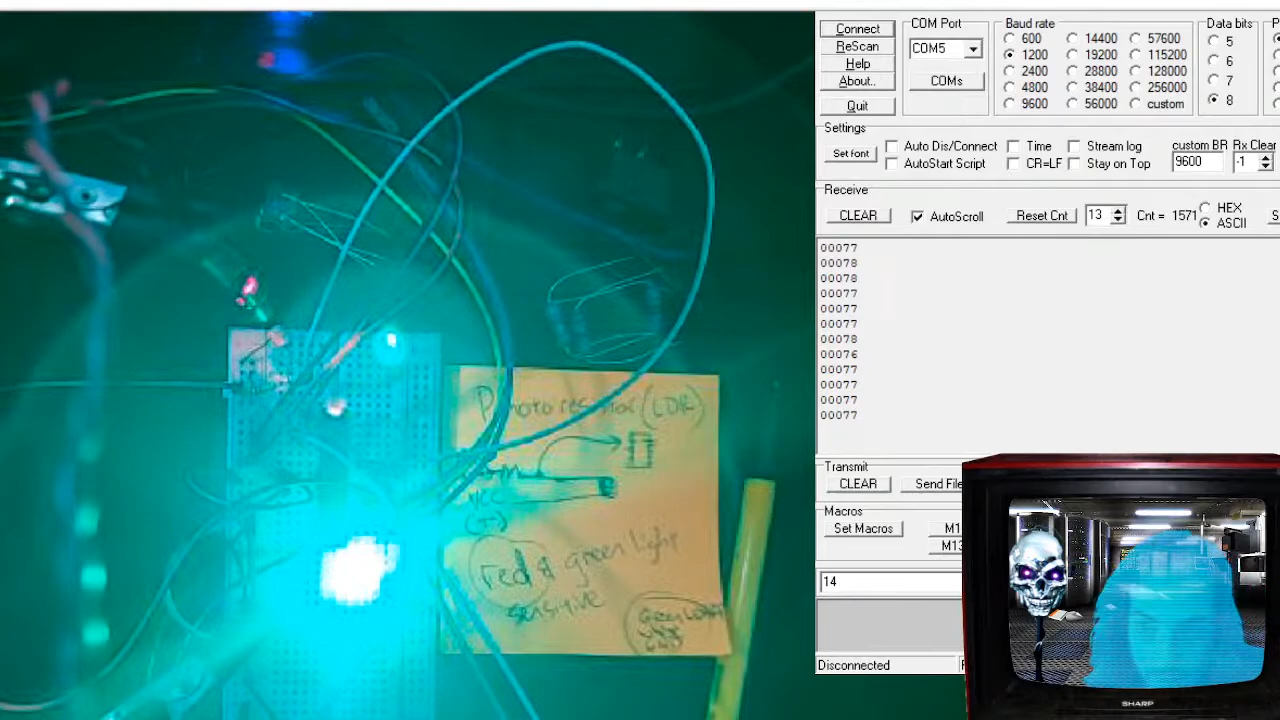 Connect
ReScan
Help
About..
Quit
COM Port
COM5
COMs
Baud rate
600
14400
57600
1200
19200
115200
2400
28800
128000
4800
38400
256000
9600
56000
custom
Data bits
5
6
7
8
Settings
Set font
Auto Dis/Connect
Time
Stream log
custom BR
Rx Clear
AutoStart Script
CR=LF
Stay on Top
9600
-1
Receive
CLEAR
AutoScroll
Reset Cnt
13
Cnt = 1571
HEX
ASCII
00077
00078
00078
00077
00077
00077
00078
00076
00077
00077
00077
00077
Transmit
CLEAR
Send File
Macros
Set Macros
M1
M13
14
Disconnected
Photo resistor (LDR)
red & green light
sensitive
SHARP